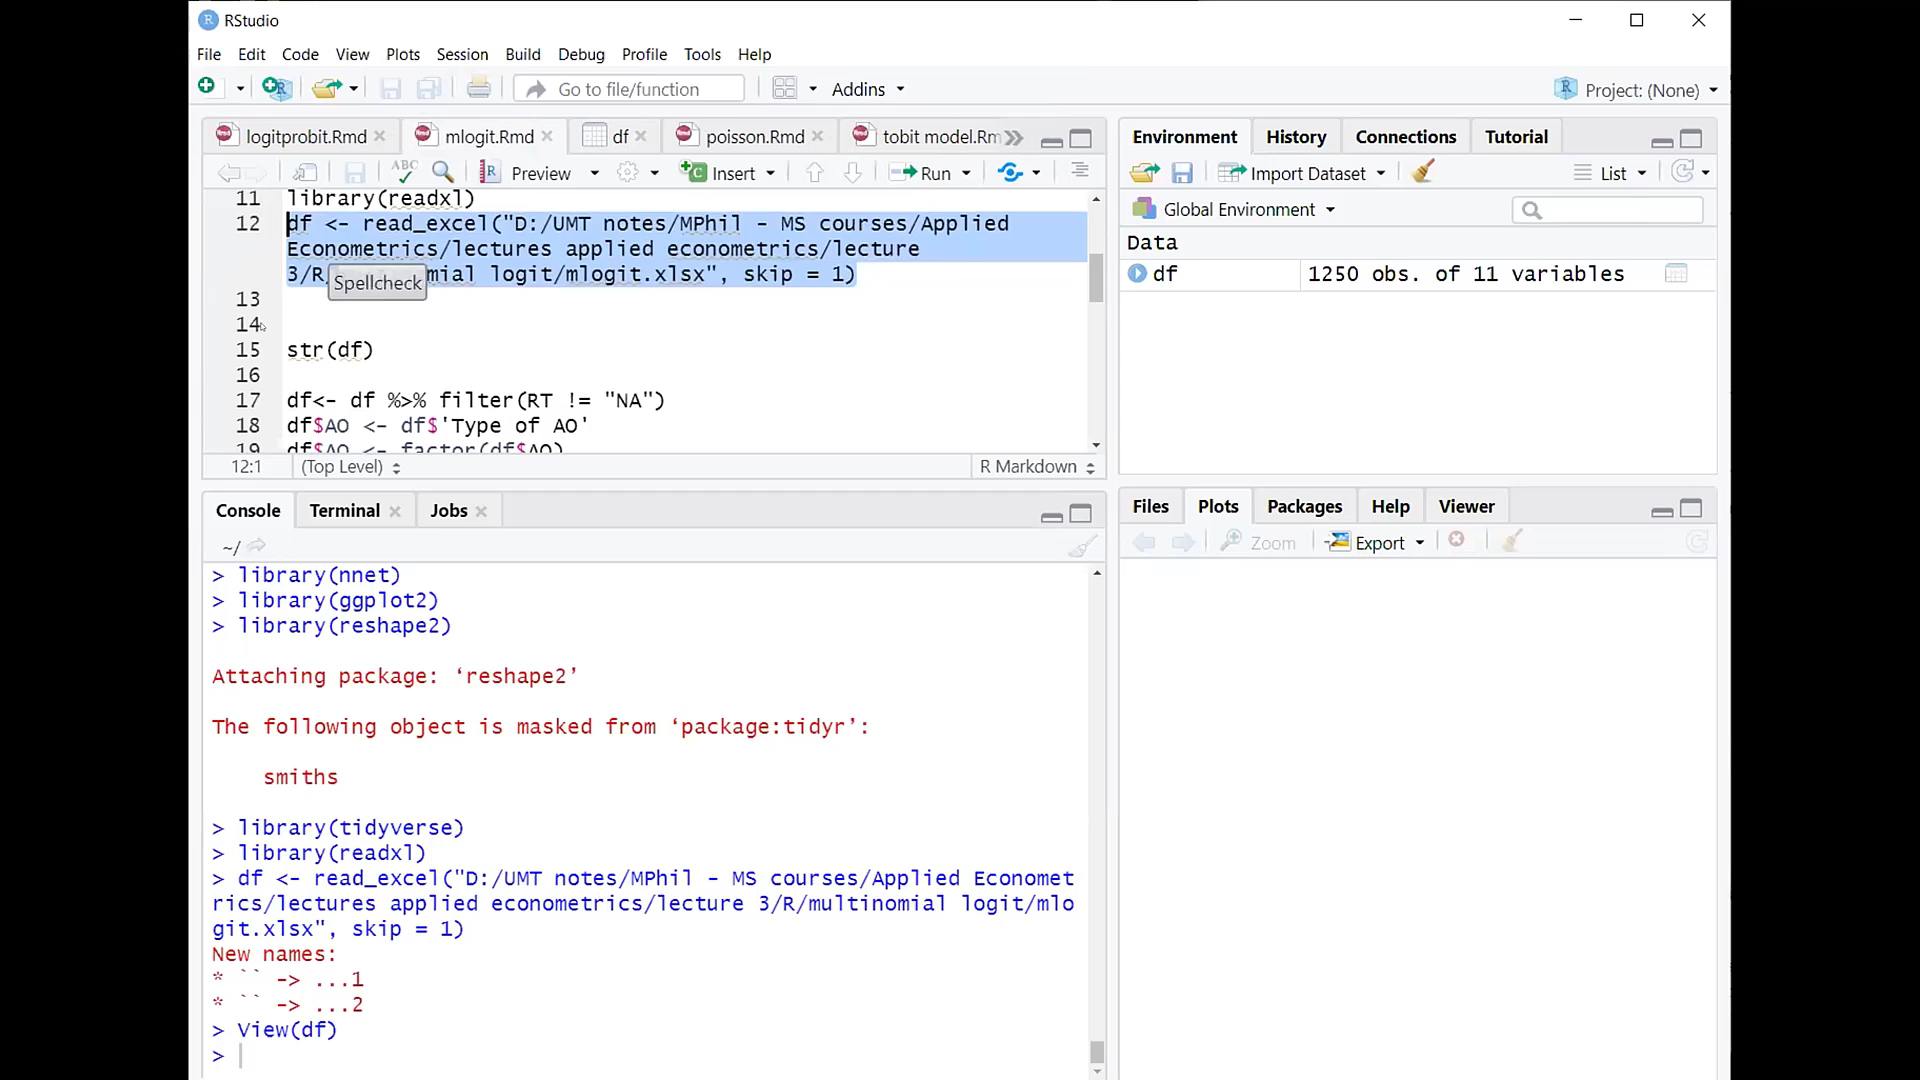 RStudio
File Edit Code View Plots Session Build Debug Profile Tools Help
Go to file/function Addins Project: (None)
logitprobit.Rmd mlogit.Rmd df poisson.Rmd tobit model.Rm
ABC Preview Insert Run
11 library(readxl)
12 df <- read_excel("D:/UMT notes/MPhil - MS courses/Applied
Econometrics/lectures applied econometrics/lecture
3/R/ mial logit/mlogit.xlsx", skip = 1)
Spellcheck
13
14
15 str(df)
16
17 df<- df %>% filter(RT != "NA")
18 df$AO <- df$'Type of AO'
19 df$AO <- factor(df$AO)
12:1 (Top Level) R Markdown
Console Terminal Jobs
~/
> library(nnet)
> library(ggplot2)
> library(reshape2)
Attaching package: ‘reshape2’
The following object is masked from ‘package:tidyr’:
smiths
> library(tidyverse)
> library(readxl)
> df <- read_excel("D:/UMT notes/MPhil - MS courses/Applied Economet
rics/lectures applied econometrics/lecture 3/R/multinomial logit/mlo
git.xlsx", skip = 1)
New names:
* `` -> ...1
* `` -> ...2
> View(df)
>
Environment History Connections Tutorial
Import Dataset List
Global Environment
Data
df 1250 obs. of 11 variables
Files Plots Packages Help Viewer
Zoom Export